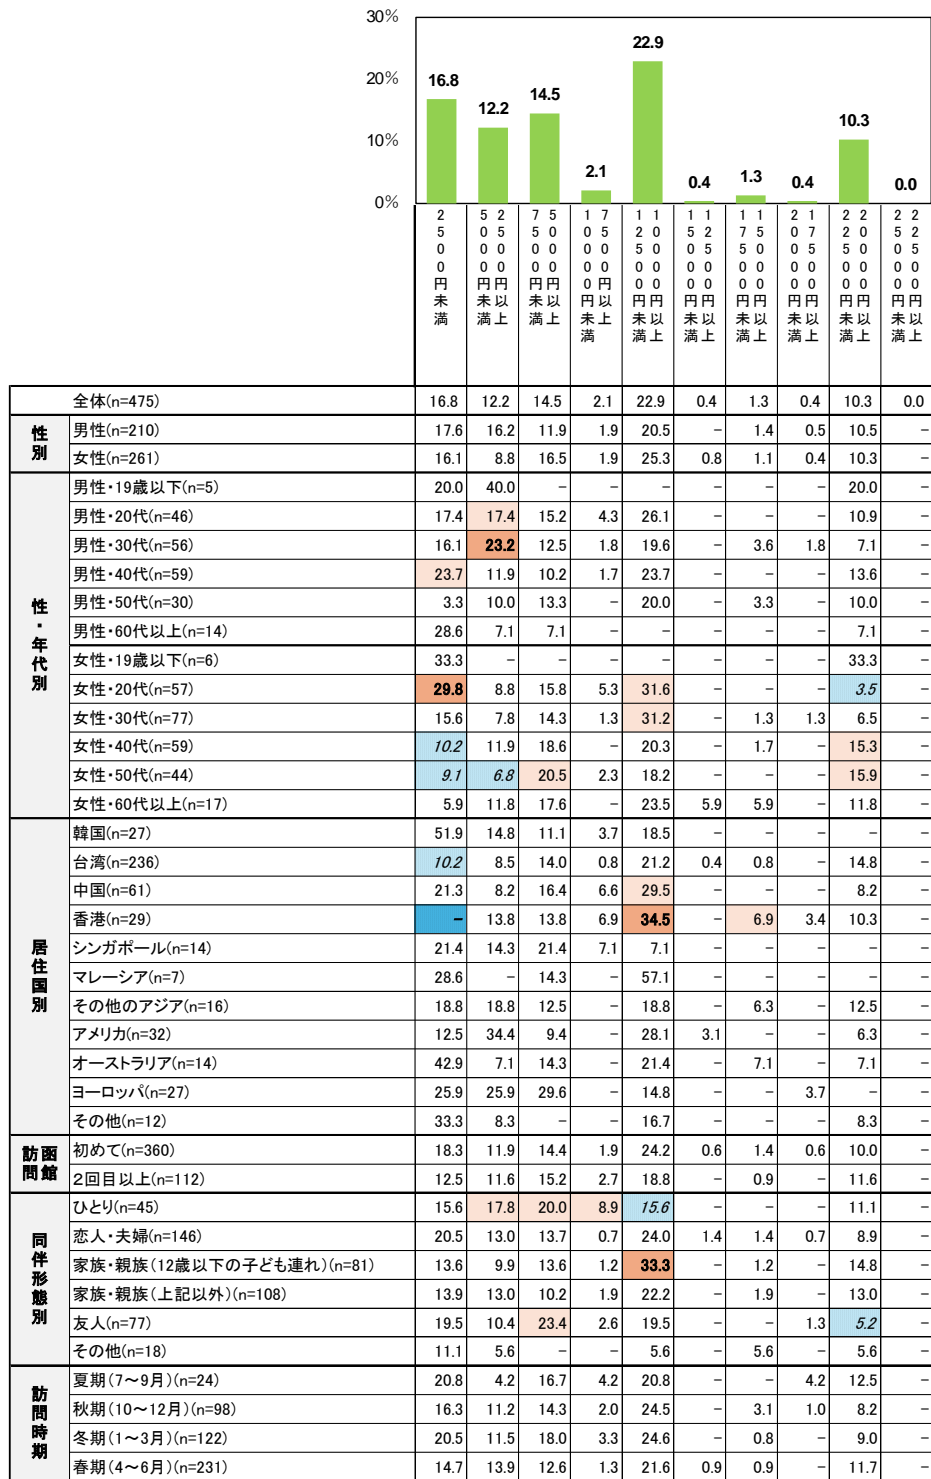 30%
20%
10%
0%
16.8 12.2 14.5 2.1 22.9 0.4 1.3 0.4 10.3 0.0
2500円未満
2500円以上5000円未満
5000円以上7500円未満
7500円以上10000円未満
10000円以上12500円未満
12500円以上15000円未満
15000円以上17500円未満
17500円以上20000円未満
20000円以上22500円未満
22500円以上25000円未満
全体(n=475) 16.8 12.2 14.5 2.1 22.9 0.4 1.3 0.4 10.3 0.0
性別
男性(n=210) 17.6 16.2 11.9 1.9 20.5 − 1.4 0.5 10.5 −
女性(n=261) 16.1 8.8 16.5 1.9 25.3 0.8 1.1 0.4 10.3 −
性・年代別
男性・19歳以下(n=5) 20.0 40.0 − − − − − − 20.0 −
男性・20代(n=46) 17.4 17.4 15.2 4.3 26.1 − − − 10.9 −
男性・30代(n=56) 16.1 23.2 12.5 1.8 19.6 − 3.6 1.8 7.1 −
男性・40代(n=59) 23.7 11.9 10.2 1.7 23.7 − − − 13.6 −
男性・50代(n=30) 3.3 10.0 13.3 − 20.0 − 3.3 − 10.0 −
男性・60代以上(n=14) 28.6 7.1 7.1 − − − − − 7.1 −
女性・19歳以下(n=6) 33.3 − − − − − − − 33.3 −
女性・20代(n=57) 29.8 8.8 15.8 5.3 31.6 − − − 3.5 −
女性・30代(n=77) 15.6 7.8 14.3 1.3 31.2 − 1.3 1.3 6.5 −
女性・40代(n=59) 10.2 11.9 18.6 − 20.3 − 1.7 − 15.3 −
女性・50代(n=44) 9.1 6.8 20.5 2.3 18.2 − − − 15.9 −
女性・60代以上(n=17) 5.9 11.8 17.6 − 23.5 5.9 5.9 − 11.8 −
居住国別
韓国(n=27) 51.9 14.8 11.1 3.7 18.5 − − − − −
台湾(n=236) 10.2 8.5 14.0 0.8 21.2 0.4 0.8 − 14.8 −
中国(n=61) 21.3 8.2 16.4 6.6 29.5 − − − 8.2 −
香港(n=29) − 13.8 13.8 6.9 34.5 − 6.9 3.4 10.3 −
シンガポール(n=14) 21.4 14.3 21.4 7.1 7.1 − − − − −
マレーシア(n=7) 28.6 − 14.3 − 57.1 − − − − −
その他のアジア(n=16) 18.8 18.8 12.5 − 18.8 − 6.3 − 12.5 −
アメリカ(n=32) 12.5 34.4 9.4 − 28.1 3.1 − − 6.3 −
オーストラリア(n=14) 42.9 7.1 14.3 − 21.4 − 7.1 − 7.1 −
ヨーロッパ(n=27) 25.9 25.9 29.6 − 14.8 − − 3.7 − −
その他(n=12) 33.3 8.3 − − 16.7 − − − 8.3 −
函館訪問
初めて(n=360) 18.3 11.9 14.4 1.9 24.2 0.6 1.4 0.6 10.0 −
2回目以上(n=112) 12.5 11.6 15.2 2.7 18.8 − 0.9 − 11.6 −
同伴形態別
ひとり(n=45) 15.6 17.8 20.0 8.9 15.6 − − − 11.1 −
恋人・夫婦(n=146) 20.5 13.0 13.7 0.7 24.0 1.4 1.4 0.7 8.9 −
家族・親族(12歳以下の子ども連れ)(n=81) 13.6 9.9 13.6 1.2 33.3 − 1.2 − 14.8 −
家族・親族(上記以外)(n=108) 13.9 13.0 10.2 1.9 22.2 − 1.9 − 13.0 −
友人(n=77) 19.5 10.4 23.4 2.6 19.5 − − 1.3 5.2 −
その他(n=18) 11.1 5.6 − − 5.6 − 5.6 − 5.6 −
訪問時期
夏期(7〜9月)(n=24) 20.8 4.2 16.7 4.2 20.8 − − 4.2 12.5 −
秋期(10〜12月)(n=98) 16.3 11.2 14.3 2.0 24.5 − 3.1 1.0 8.2 −
冬期(1〜3月)(n=122) 20.5 11.5 18.0 3.3 24.6 − 0.8 − 9.0 −
春期(4〜6月)(n=231) 14.7 13.9 12.6 1.3 21.6 0.9 0.9 − 11.7 −